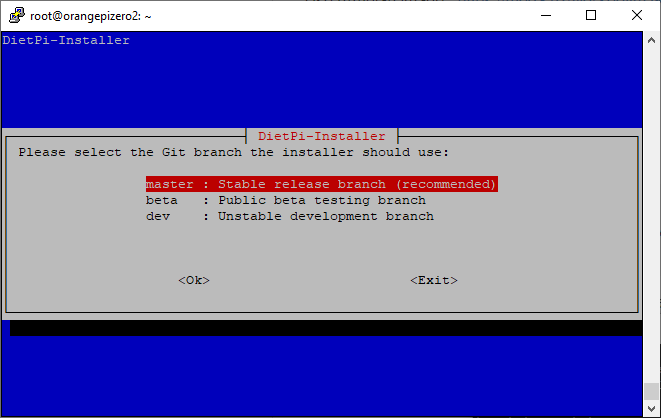 root@orangepizero2: ~
DietPi-Installer
DietPi-Installer
Please select the Git branch the installer should use:
master : Stable release branch (recommended)
beta : Public beta testing branch
dev : Unstable development branch
<Ok> <Exit>